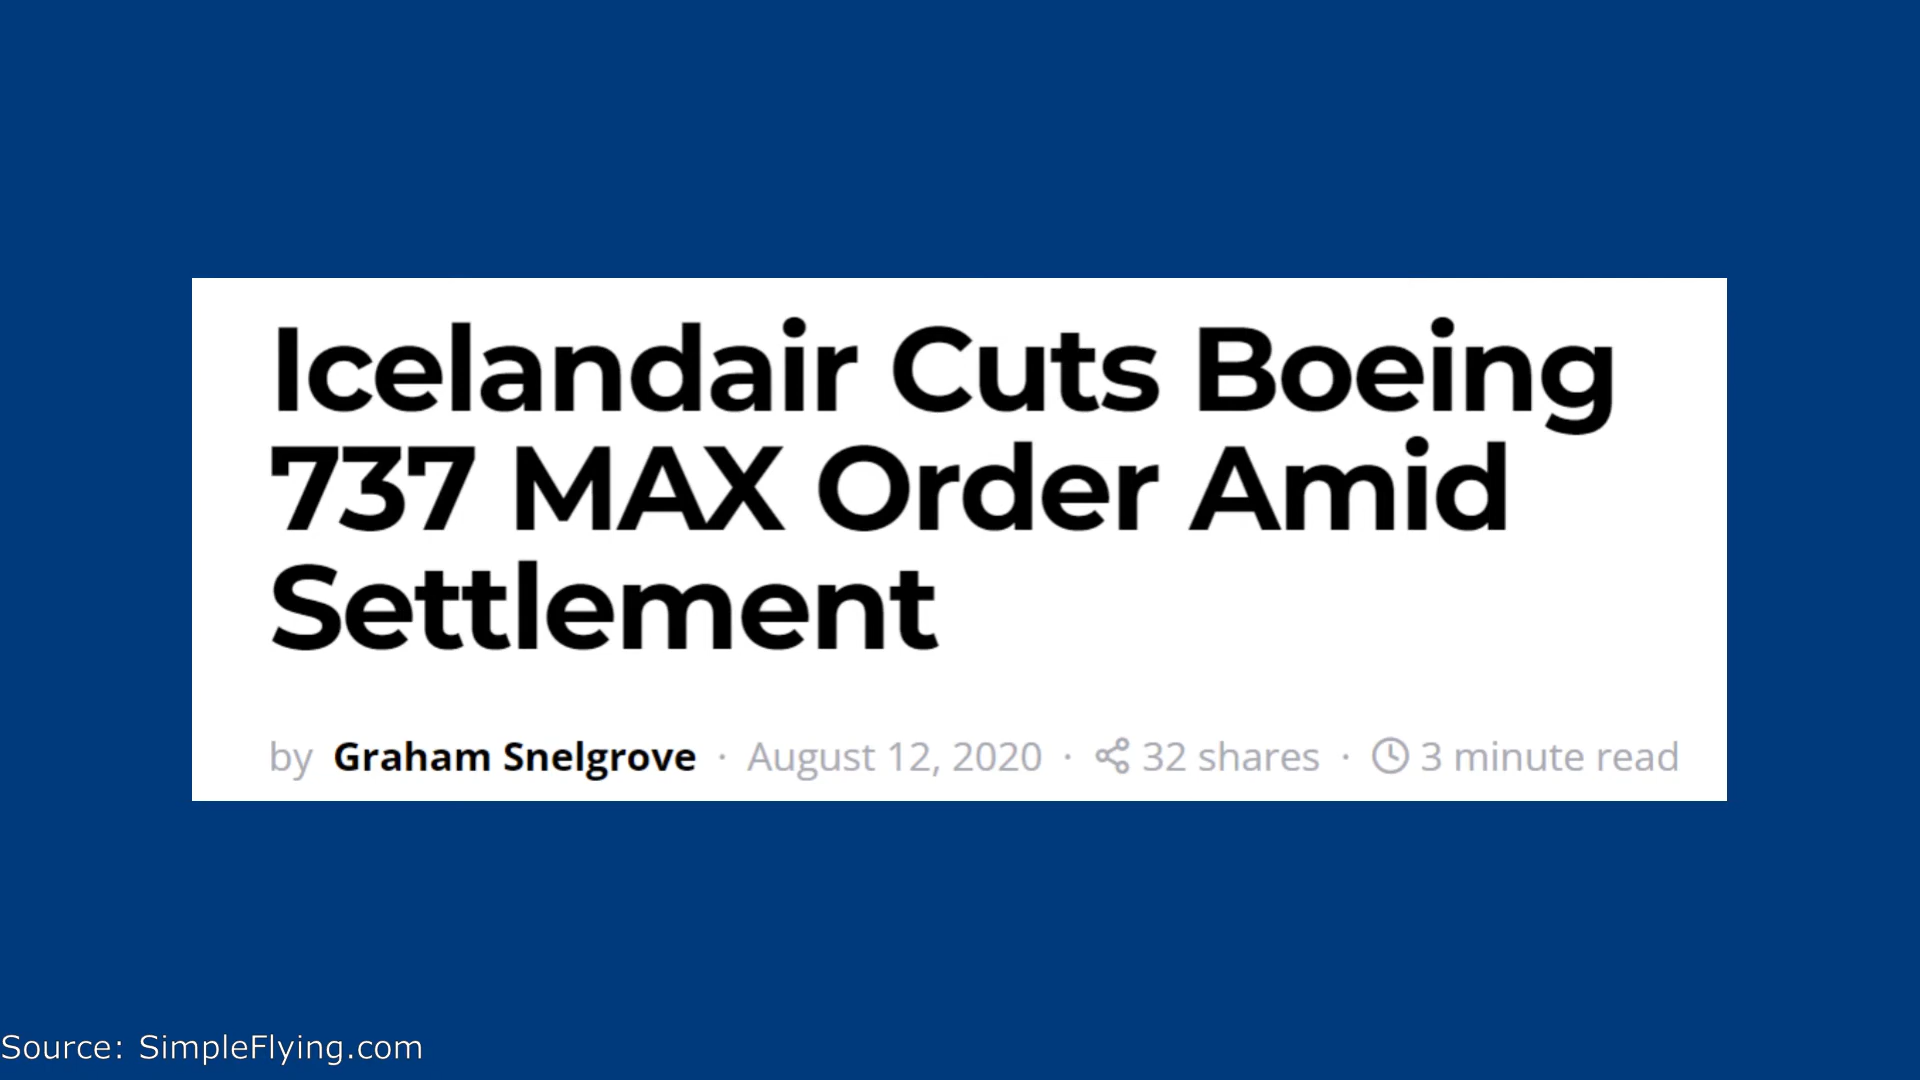 Icelandair Cuts Boeing
737 MAX Order Amid
Settlement
by Graham Snelgrove · August 12, 2020 · 32 shares · 3 minute read
Source: SimpleFlying.com